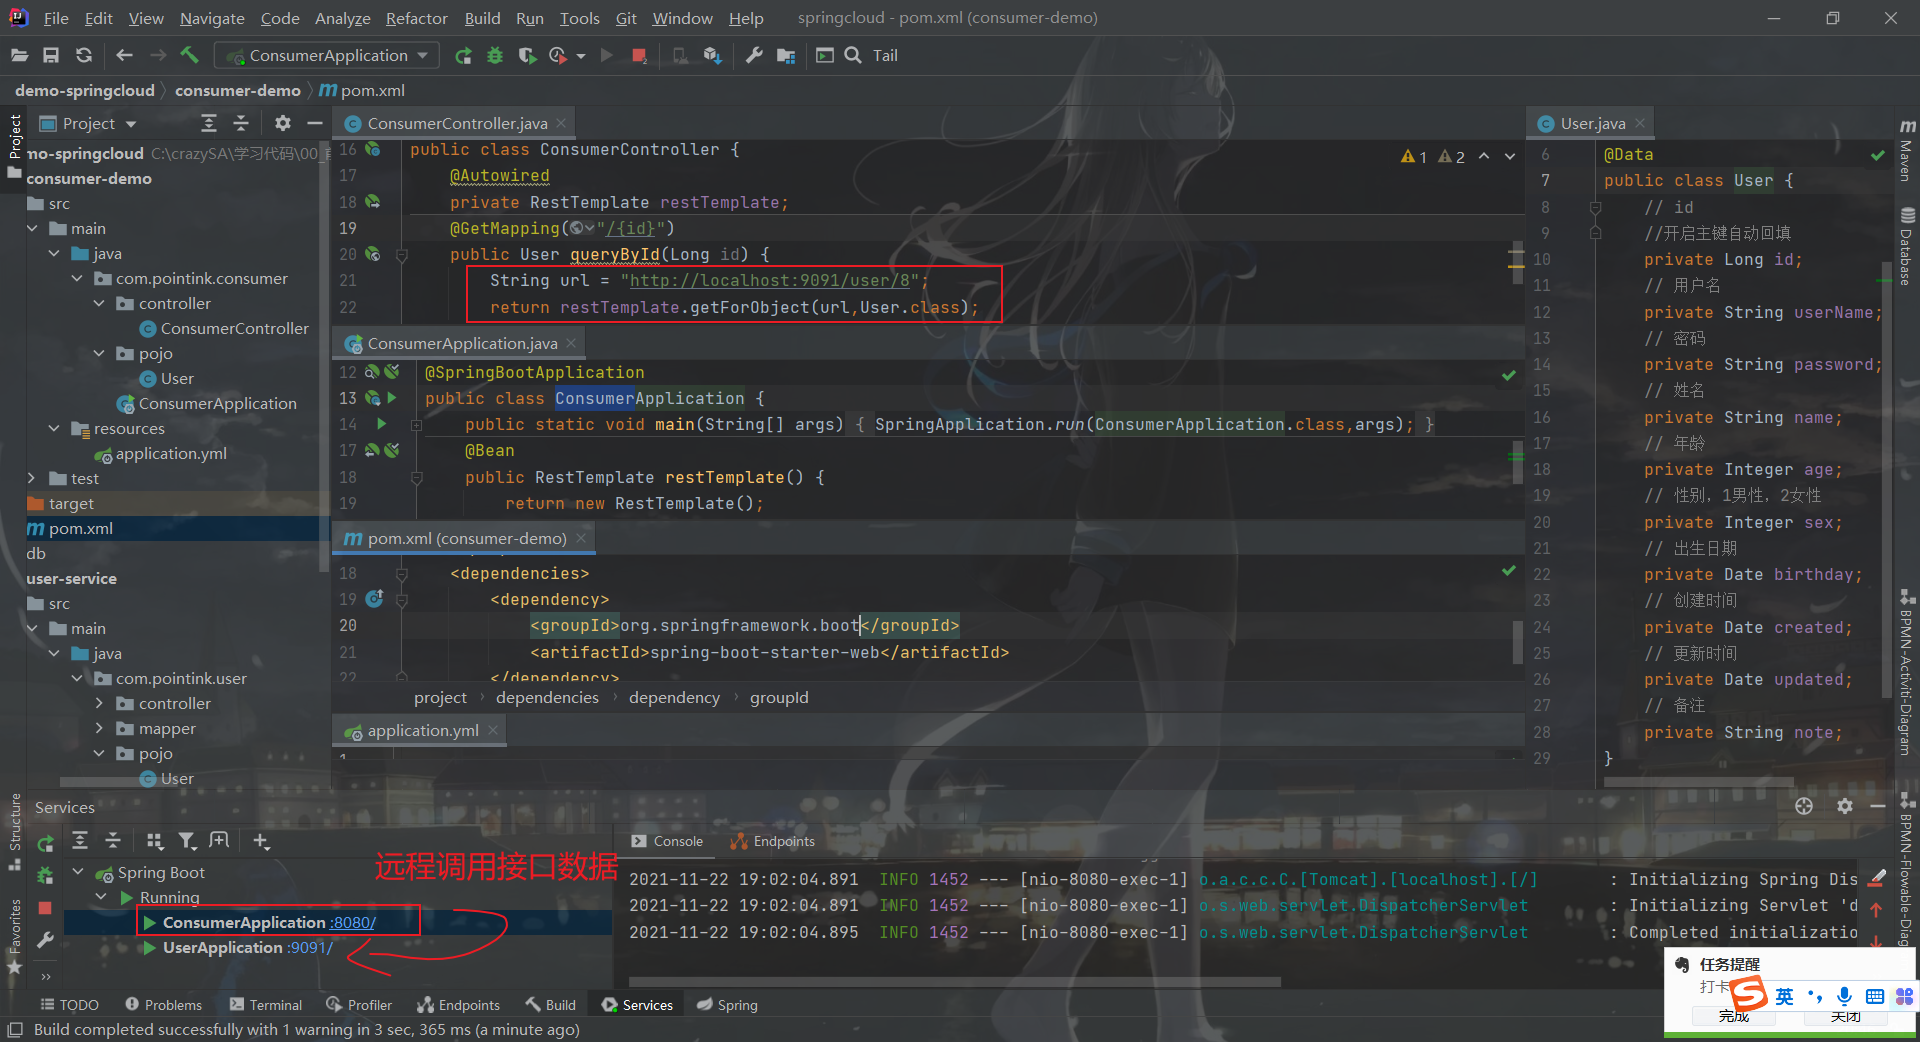 File Edit View Navigate Code Analyze Refactor Build Run Tools Git Window Help springcloud - pom.xml (consumer-demo)
ConsumerApplication Tail
demo-springcloud consumer-demo pom.xml
Project
Project
mo-springcloud C:\crazySA\学习代码\00_
consumer-demo
src
main
java
com.pointink.consumer
controller
ConsumerController
pojo
User
ConsumerApplication
resources
application.yml
test
target
pom.xml
db
user-service
src
main
java
com.pointink.user
controller
mapper
pojo
User
ConsumerController.java
1 2
16 public class ConsumerController {
17 @Autowired
18 private RestTemplate restTemplate;
19 @GetMapping("/{id}")
20 public User queryById(Long id) {
21 String url = "http://localhost:9091/user/8";
22 return restTemplate.getForObject(url,User.class);
ConsumerApplication.java
12 @SpringBootApplication
13 public class ConsumerApplication {
14 public static void main(String[] args) { SpringApplication.run(ConsumerApplication.class,args); }
17 @Bean
18 public RestTemplate restTemplate() {
19 return new RestTemplate();
pom.xml (consumer-demo)
18 <dependencies>
19 <dependency>
20 <groupId>org.springframework.boot</groupId>
21 <artifactId>spring-boot-starter-web</artifactId>
22 </dependency>
project dependencies dependency groupId
application.yml
1
User.java
6 @Data
7 public class User {
8 // id
9 //开启主键自动回填
10 private Long id;
11 // 用户名
12 private String userName;
13 // 密码
14 private String password;
15 // 姓名
16 private String name;
17 // 年龄
18 private Integer age;
19 // 性别，1男性，2女性
20 private Integer sex;
21 // 出生日期
22 private Date birthday;
23 // 创建时间
24 private Date created;
25 // 更新时间
26 private Date updated;
27 // 备注
28 private String note;
29 }
Maven
Database
BPMN-Activiti-Diagram
BPMN-Flowable-Diag
Structure
Favorites
Services
Spring Boot
Running
ConsumerApplication :8080/
UserApplication :9091/
远程调用接口数据
Console Endpoints
2021-11-22 19:02:04.891 INFO 1452 --- [nio-8080-exec-1] o.a.c.c.C.[Tomcat].[localhost].[/] : Initializing Spring Dis
2021-11-22 19:02:04.891 INFO 1452 --- [nio-8080-exec-1] o.s.web.servlet.DispatcherServlet : Initializing Servlet 'd
2021-11-22 19:02:04.895 INFO 1452 --- [nio-8080-exec-1] o.s.web.servlet.DispatcherServlet : Completed initializatio
任务提醒
打卡
英
完成 关闭
TODO Problems Terminal Profiler Endpoints Build Services Spring
Build completed successfully with 1 warning in 3 sec, 365 ms (a minute ago)